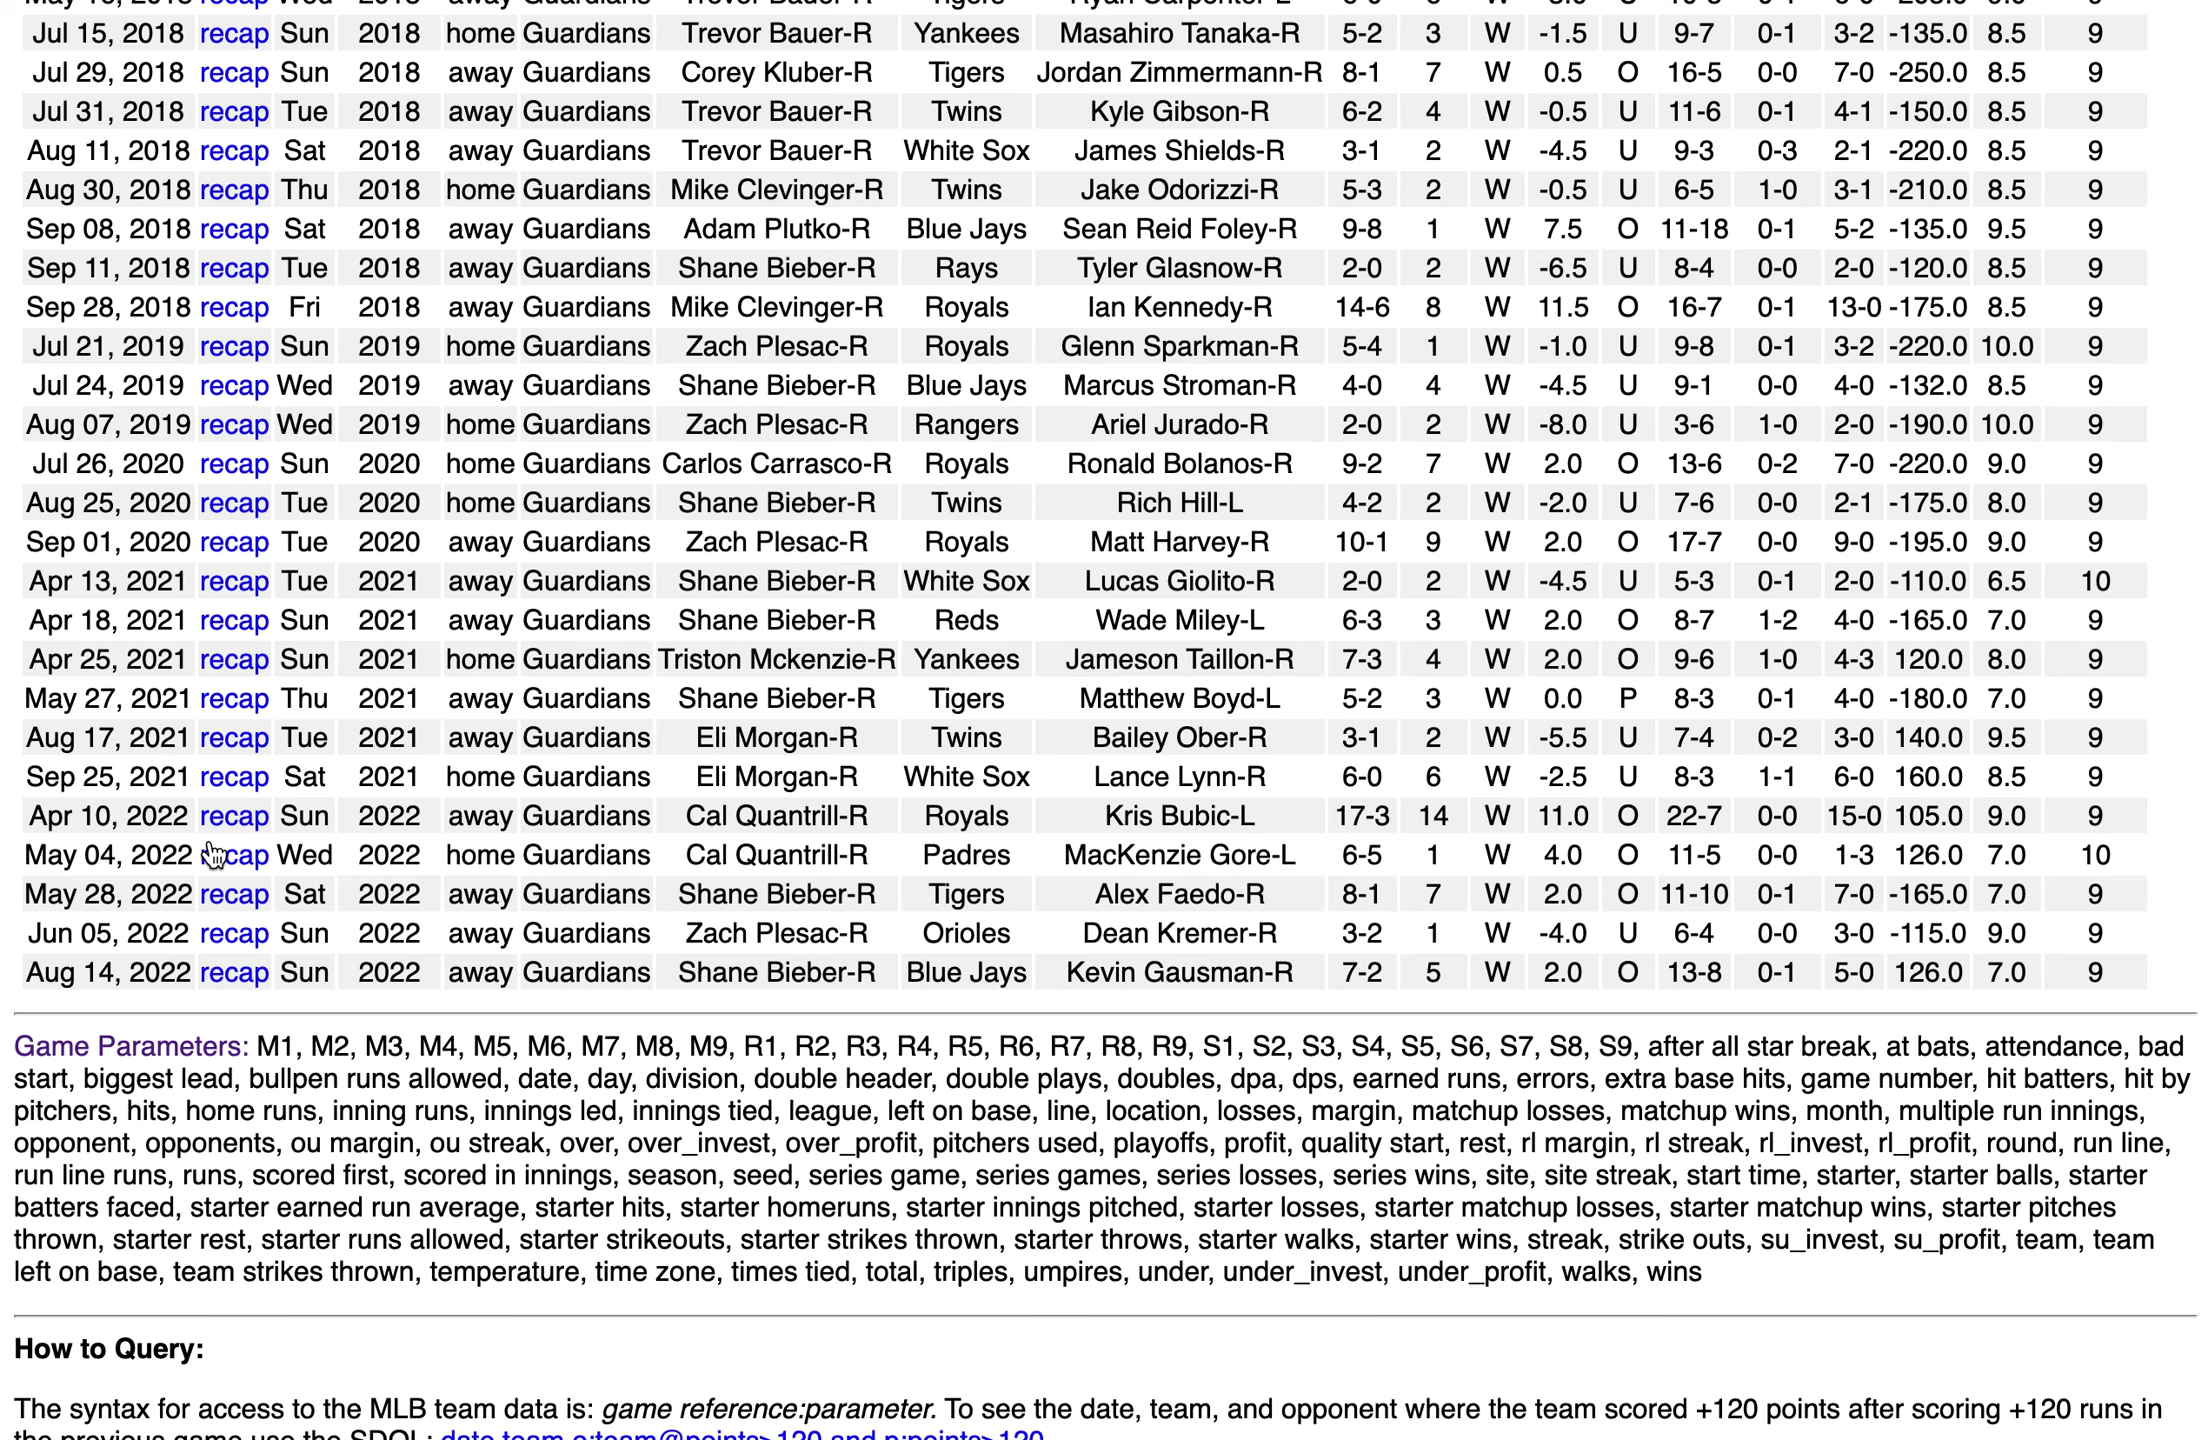 Jul 15, 2018 recap Sun 2018 home Guardians Trevor Bauer-R Yankees Masahiro Tanaka-R 5-2 3 W -1.5 U 9-7 0-1 3-2 -135.0 8.5 9
Jul 29, 2018 recap Sun 2018 away Guardians Corey Kluber-R Tigers Jordan Zimmermann-R 8-1 7 W 0.5 O 16-5 0-0 7-0 -250.0 8.5 9
Jul 31, 2018 recap Tue 2018 away Guardians Trevor Bauer-R Twins Kyle Gibson-R 6-2 4 W -0.5 U 11-6 0-1 4-1 -150.0 8.5 9
Aug 11, 2018 recap Sat 2018 away Guardians Trevor Bauer-R White Sox James Shields-R 3-1 2 W -4.5 U 9-3 0-3 2-1 -220.0 8.5 9
Aug 30, 2018 recap Thu 2018 home Guardians Mike Clevinger-R Twins Jake Odorizzi-R 5-3 2 W -0.5 U 6-5 1-0 3-1 -210.0 8.5 9
Sep 08, 2018 recap Sat 2018 away Guardians Adam Plutko-R Blue Jays Sean Reid Foley-R 9-8 1 W 7.5 O 11-18 0-1 5-2 -135.0 9.5 9
Sep 11, 2018 recap Tue 2018 away Guardians Shane Bieber-R Rays Tyler Glasnow-R 2-0 2 W -6.5 U 8-4 0-0 2-0 -120.0 8.5 9
Sep 28, 2018 recap Fri 2018 away Guardians Mike Clevinger-R Royals Ian Kennedy-R 14-6 8 W 11.5 O 16-7 0-1 13-0 -175.0 8.5 9
Jul 21, 2019 recap Sun 2019 home Guardians Zach Plesac-R Royals Glenn Sparkman-R 5-4 1 W -1.0 U 9-8 0-1 3-2 -220.0 10.0 9
Jul 24, 2019 recap Wed 2019 away Guardians Shane Bieber-R Blue Jays Marcus Stroman-R 4-0 4 W -4.5 U 9-1 0-0 4-0 -132.0 8.5 9
Aug 07, 2019 recap Wed 2019 home Guardians Zach Plesac-R Rangers Ariel Jurado-R 2-0 2 W -8.0 U 3-6 1-0 2-0 -190.0 10.0 9
Jul 26, 2020 recap Sun 2020 home Guardians Carlos Carrasco-R Royals Ronald Bolanos-R 9-2 7 W 2.0 O 13-6 0-2 7-0 -220.0 9.0 9
Aug 25, 2020 recap Tue 2020 home Guardians Shane Bieber-R Twins Rich Hill-L 4-2 2 W -2.0 U 7-6 0-0 2-1 -175.0 8.0 9
Sep 01, 2020 recap Tue 2020 away Guardians Zach Plesac-R Royals Matt Harvey-R 10-1 9 W 2.0 O 17-7 0-0 9-0 -195.0 9.0 9
Apr 13, 2021 recap Tue 2021 away Guardians Shane Bieber-R White Sox Lucas Giolito-R 2-0 2 W -4.5 U 5-3 0-1 2-0 -110.0 6.5 10
Apr 18, 2021 recap Sun 2021 away Guardians Shane Bieber-R Reds Wade Miley-L 6-3 3 W 2.0 O 8-7 1-2 4-0 -165.0 7.0 9
Apr 25, 2021 recap Sun 2021 home Guardians Triston Mckenzie-R Yankees Jameson Taillon-R 7-3 4 W 2.0 O 9-6 1-0 4-3 120.0 8.0 9
May 27, 2021 recap Thu 2021 away Guardians Shane Bieber-R Tigers Matthew Boyd-L 5-2 3 W 0.0 P 8-3 0-1 4-0 -180.0 7.0 9
Aug 17, 2021 recap Tue 2021 away Guardians Eli Morgan-R Twins Bailey Ober-R 3-1 2 W -5.5 U 7-4 0-2 3-0 140.0 9.5 9
Sep 25, 2021 recap Sat 2021 home Guardians Eli Morgan-R White Sox Lance Lynn-R 6-0 6 W -2.5 U 8-3 1-1 6-0 160.0 8.5 9
Apr 10, 2022 recap Sun 2022 away Guardians Cal Quantrill-R Royals Kris Bubic-L 17-3 14 W 11.0 O 22-7 0-0 15-0 105.0 9.0 9
May 04, 2022 Wed 2022 home Guardians Cal Quantrill-R Padres MacKenzie Gore-L 6-5 1 W 4.0 O 11-5 0-0 1-3 126.0 7.0 10
May 28, 2022 recap Sat 2022 away Guardians Shane Bieber-R Tigers Alex Faedo-R 8-1 7 W 2.0 O 11-10 0-1 7-0 -165.0 7.0 9
Jun 05, 2022 recap Sun 2022 away Guardians Zach Plesac-R Orioles Dean Kremer-R 3-2 1 W -4.0 U 6-4 0-0 3-0 -115.0 9.0 9
Aug 14, 2022 recap Sun 2022 away Guardians Shane Bieber-R Blue Jays Kevin Gausman-R 7-2 5 W 2.0 O 13-8 0-1 5-0 126.0 7.0 9
Game Parameters: M1, M2, M3, M4, M5, M6, M7, M8, M9, R1, R2, R3, R4, R5, R6, R7, R8, R9, S1, S2, S3, S4, S5, S6, S7, S8, S9, after all star break, at bats, attendance, bad
start, biggest lead, bullpen runs allowed, date, day, division, double header, double plays, doubles, dpa, dps, earned runs, errors, extra base hits, game number, hit batters, hit by
pitchers, hits, home runs, inning runs, innings led, innings tied, league, left on base, line, location, losses, margin, matchup losses, matchup wins, month, multiple run innings,
opponent, opponents, ou margin, ou streak, over, over_invest, over_profit, pitchers used, playoffs, profit, quality start, rest, rl margin, rl streak, rl_invest, rl_profit, round, run line,
run line runs, runs, scored first, scored in innings, season, seed, series game, series games, series losses, series wins, site, site streak, start time, starter, starter balls, starter
batters faced, starter earned run average, starter hits, starter homeruns, starter innings pitched, starter losses, starter matchup losses, starter matchup wins, starter pitches
thrown, starter rest, starter runs allowed, starter strikeouts, starter strikes thrown, starter throws, starter walks, starter wins, streak, strike outs, su_invest, su_profit, team, team
left on base, team strikes thrown, temperature, time zone, times tied, total, triples, umpires, under, under_invest, under_profit, walks, wins
How to Query:
The syntax for access to the MLB team data is: game reference:parameter. To see the date, team, and opponent where the team scored +120 points after scoring +120 runs in
the previous game use the SDQL: date,team,o:team@points>120 and p:points>120